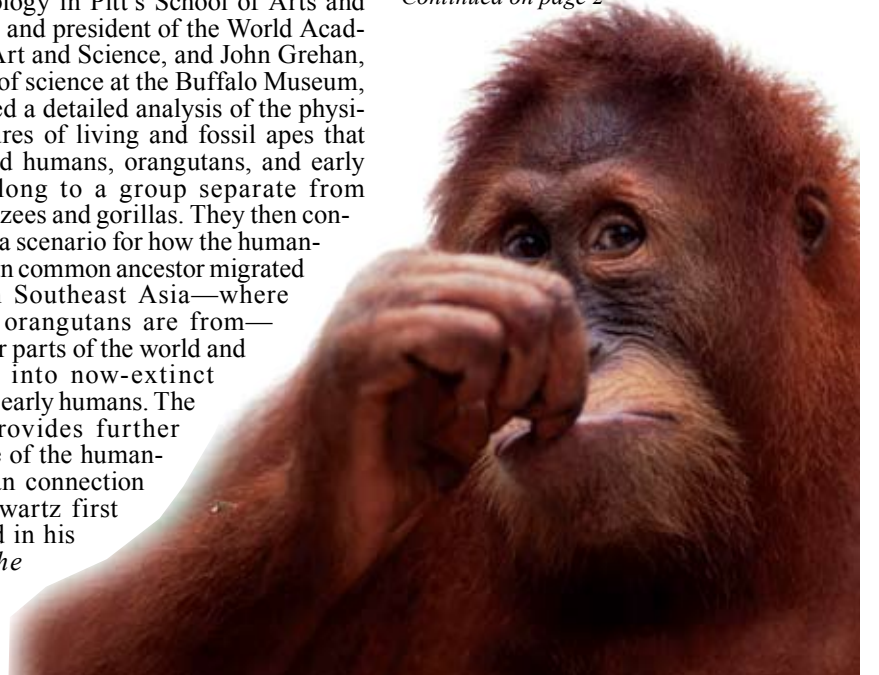 ology in Pitt's School of Arts and
and president of the World Acad-
Art and Science, and John Grehan,
of science at the Buffalo Museum,
ed a detailed analysis of the physi-
res of living and fossil apes that
d humans, orangutans, and early
long to a group separate from
zees and gorillas. They then con-
a scenario for how the human-
n common ancestor migrated
Southeast Asia—where
orangutans are from—
r parts of the world and
into now-extinct
early humans. The
rovides further
e of the human-
an connection
wartz first
d in his
he
Continued on page 2